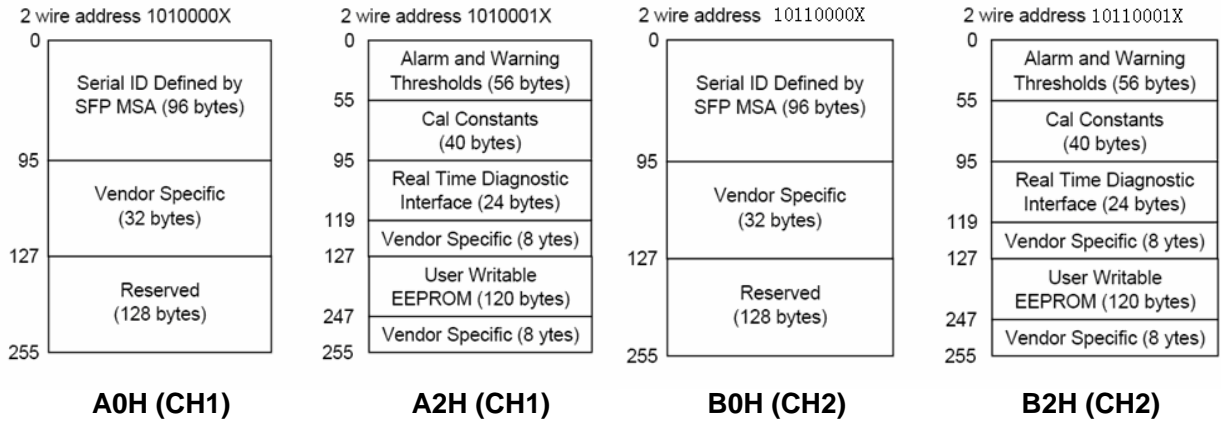 2 wire address 1010000X
0
Serial ID Defined by
SFP MSA (96 bytes)
95
Vendor Specific
(32 bytes)
127
Reserved
(128 bytes)
255
A0H (CH1)
2 wire address 1010001X
0
Alarm and Warning
Thresholds (56 bytes)
55
Cal Constants
(40 bytes)
95
Real Time Diagnostic
Interface (24 bytes)
119
Vendor Specific (8 ytes)
127
User Writable
EEPROM (120 bytes)
247
Vendor Specific (8 ytes)
255
A2H (CH1)
2 wire address 10110000X
0
Serial ID Defined by
SFP MSA (96 bytes)
95
Vendor Specific
(32 bytes)
127
Reserved
(128 bytes)
255
B0H (CH2)
2 wire address 10110001X
0
Alarm and Warning
Thresholds (56 bytes)
55
Cal Constants
(40 bytes)
95
Real Time Diagnostic
Interface (24 bytes)
119
Vendor Specific (8 ytes)
127
User Writable
EEPROM (120 bytes)
247
Vendor Specific (8 ytes)
255
B2H (CH2)